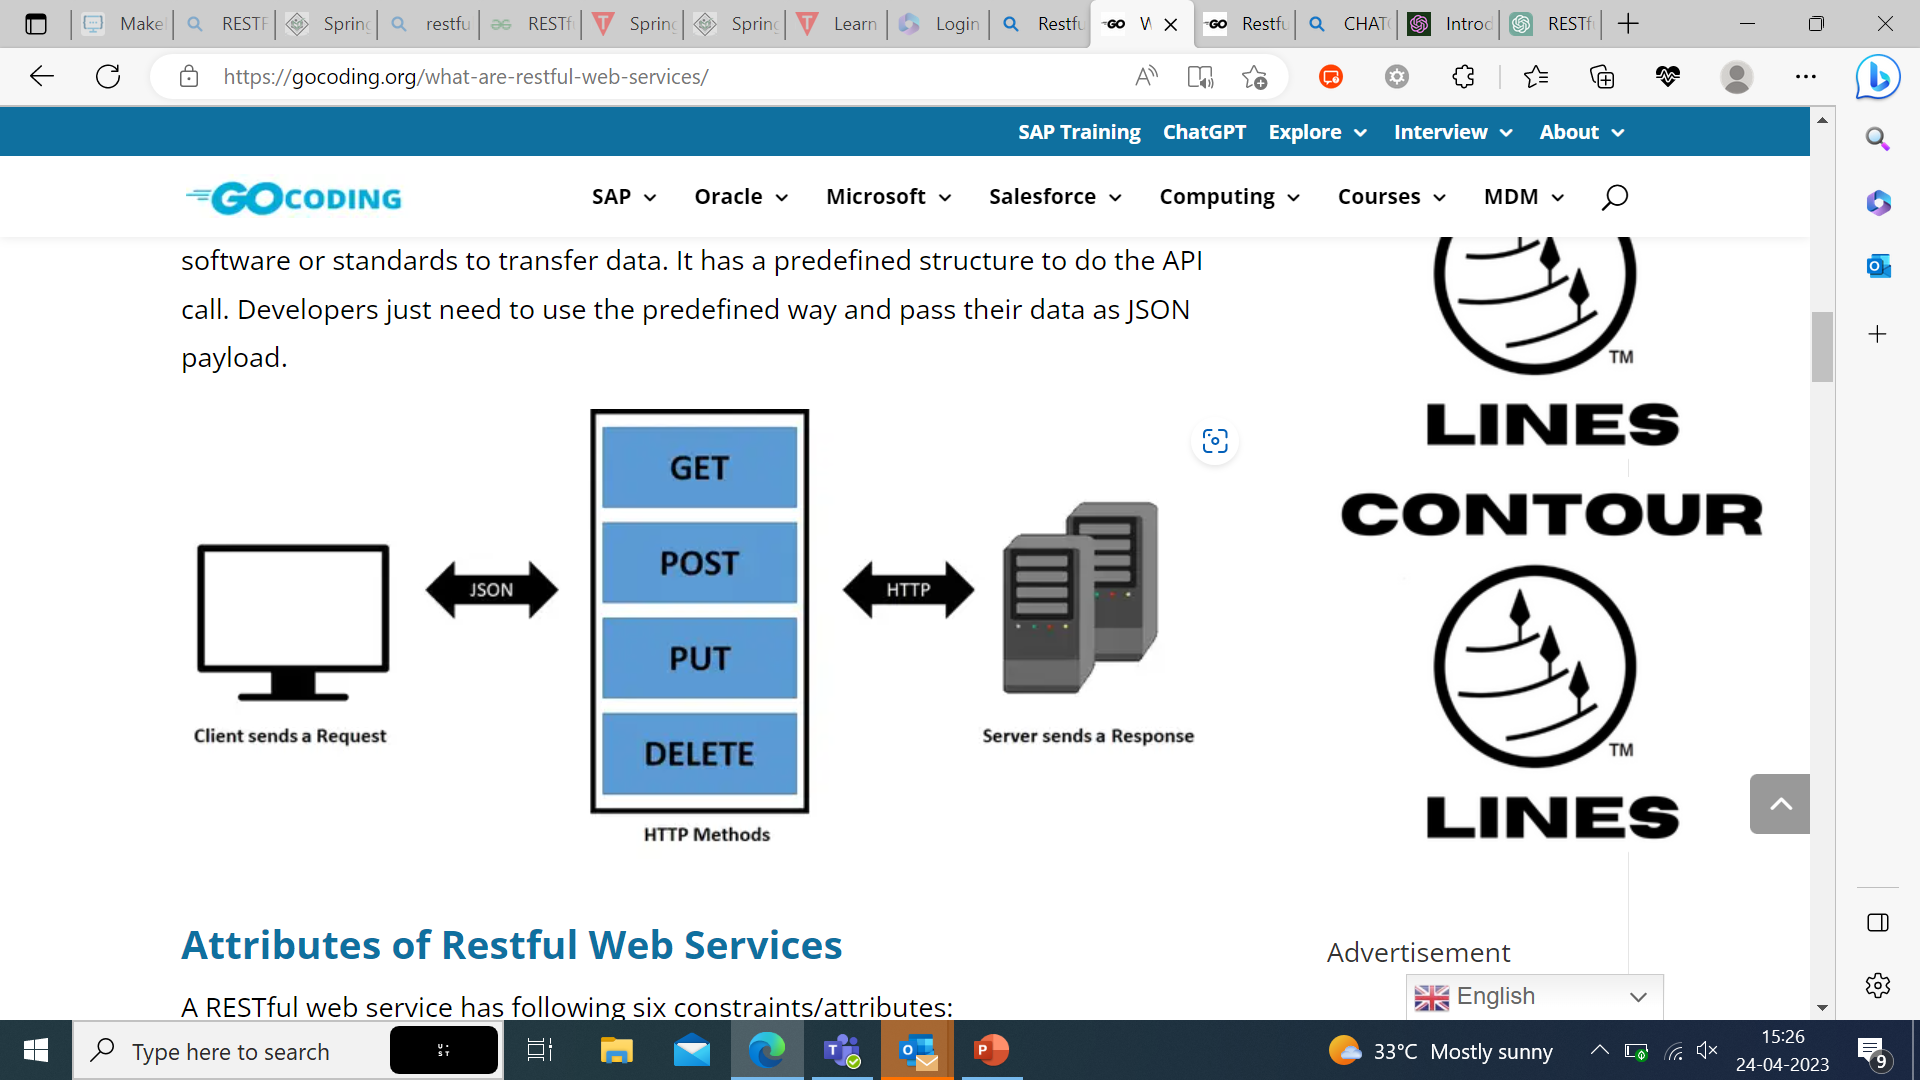 Make
RESTF
Spring
restfu
RESTf
Spring
Spring
Learn
Login
Restfu
W
Restfu
CHAT
Introd
RESTf
https://gocoding.org/what-are-restful-web-services/
SAP Training ChatGPT Explore Interview About
GOCODING
SAP Oracle Microsoft Salesforce Computing Courses MDM
software or standards to transfer data. It has a predefined structure to do the API
call. Developers just need to use the predefined way and pass their data as JSON
payload.
GET
POST
PUT
DELETE
JSON
HTTP
Client sends a Request
Server sends a Response
HTTP Methods
TM
LINES
CONTOUR
TM
LINES
Attributes of Restful Web Services
A RESTful web service has following six constraints/attributes:
Advertisement
English
Type here to search
U·
ST
33°C Mostly sunny
15:26
24-04-2023
9